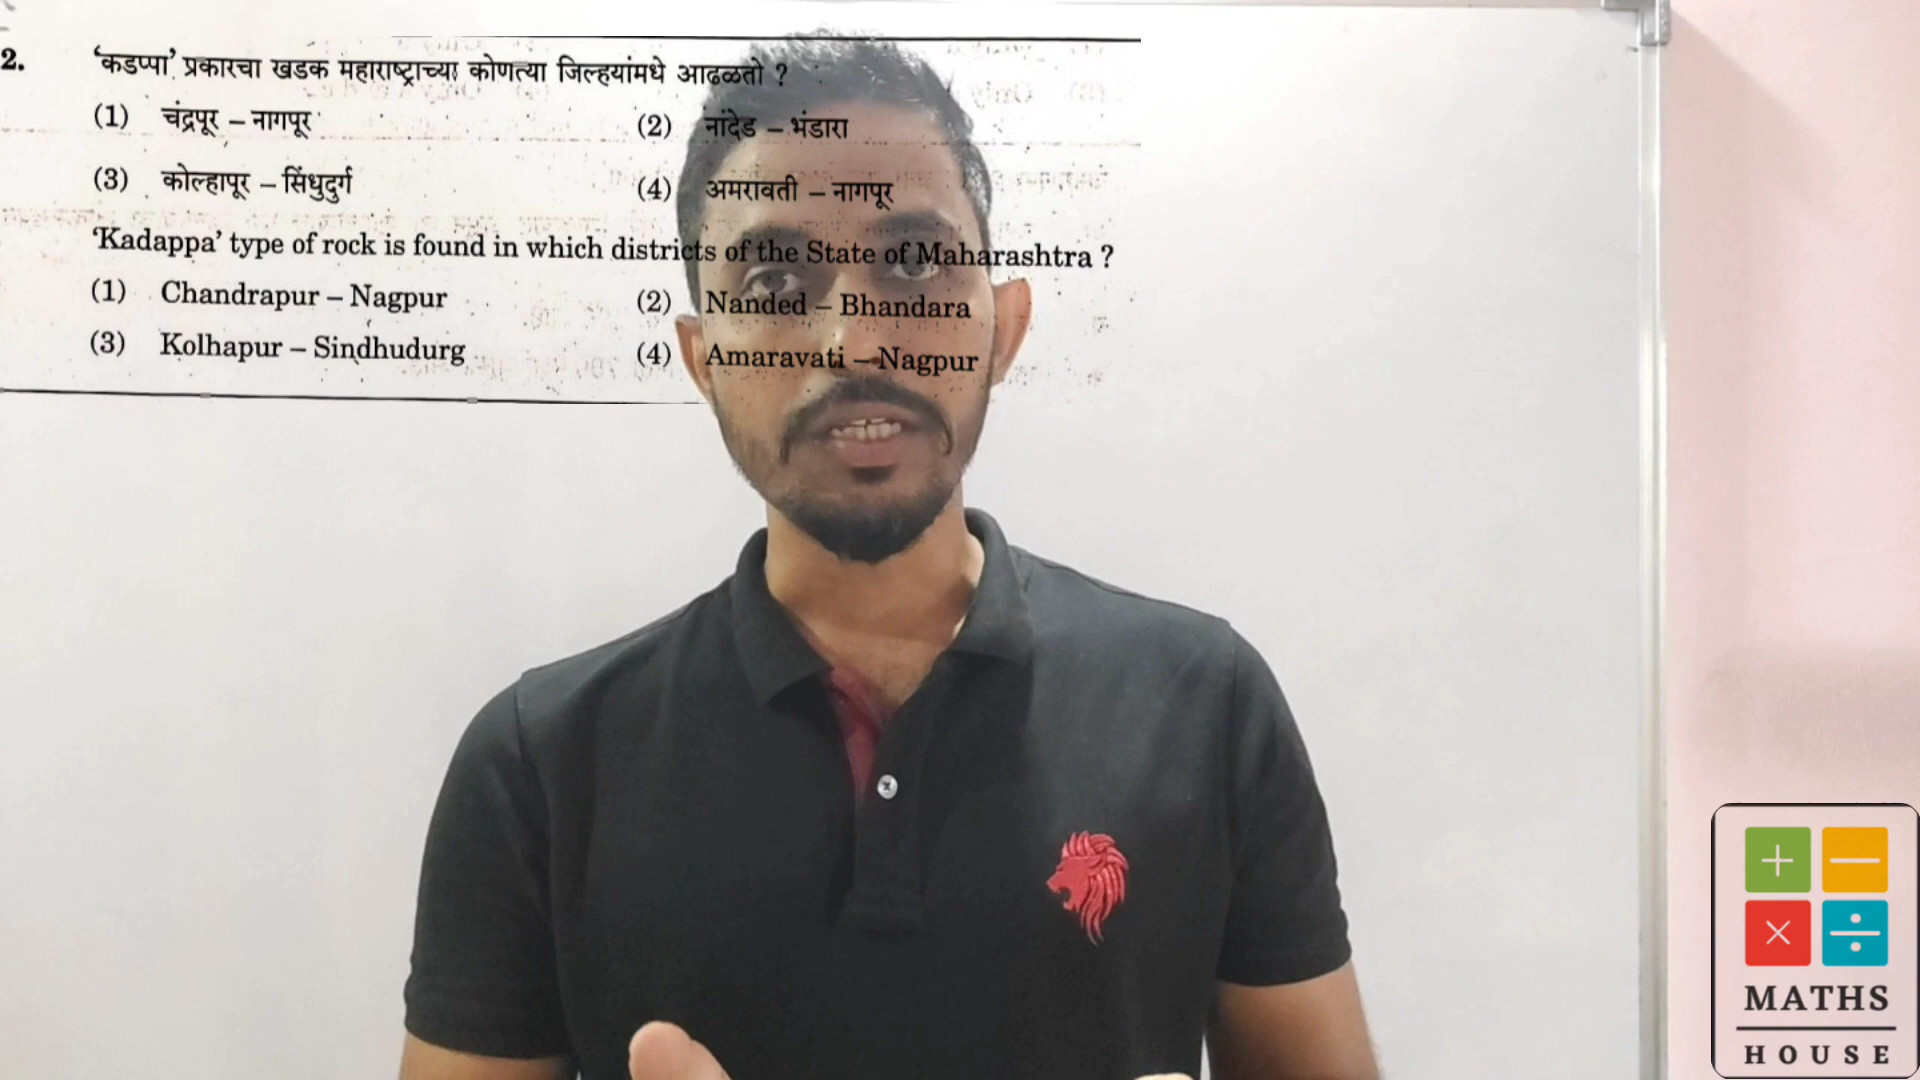 2. 'कडप्पा' प्रकारचा खडक महाराष्ट्राच्या कोणत्या जिल्हयांमधे आढळतो ?
(1) चंद्रपूर – नागपूर (2) नांदेड – भंडारा
(3) कोल्हापूर – सिंधुदुर्ग (4) अमरावती – नागपूर
'Kadappa' type of rock is found in which districts of the State of Maharashtra ?
(1) Chandrapur – Nagpur (2) Nanded – Bhandara
(3) Kolhapur – Sindhudurg (4) Amaravati – Nagpur
MATHS
HOUSE